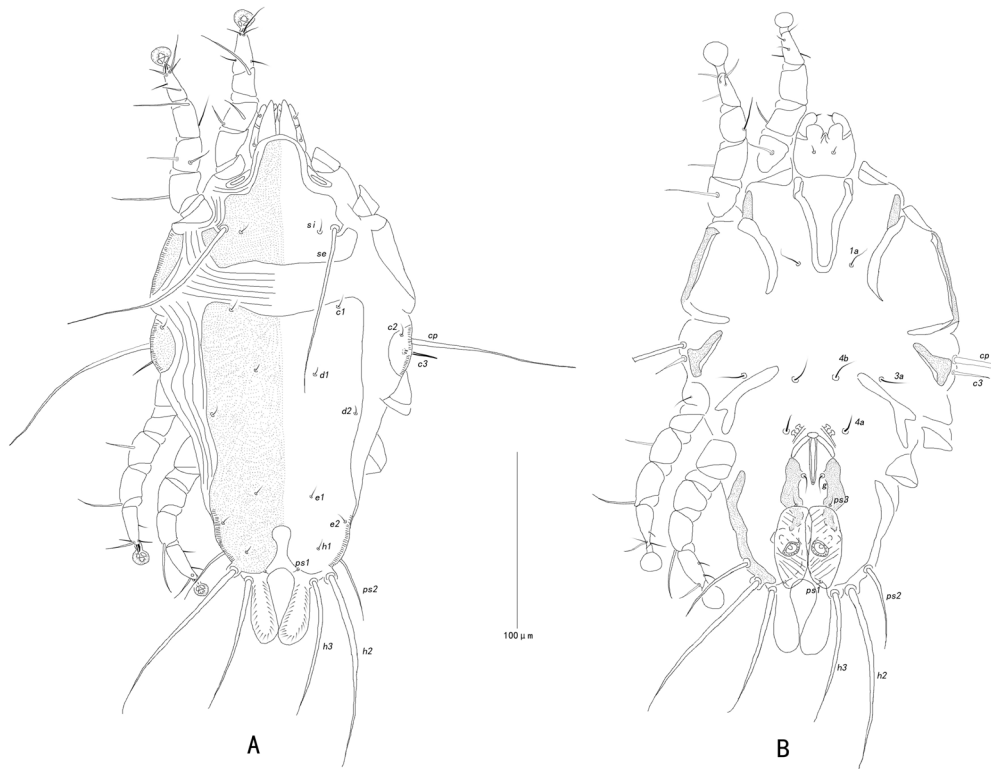 si
se
c1
c2
cp
c3
d1
d2
e1
e2
h1
ps1
ps2
h3
h2
100 μm
A
1a
cp
c3
4b
3a
4a
g
ps3
ps1
ps2
h3
h2
B